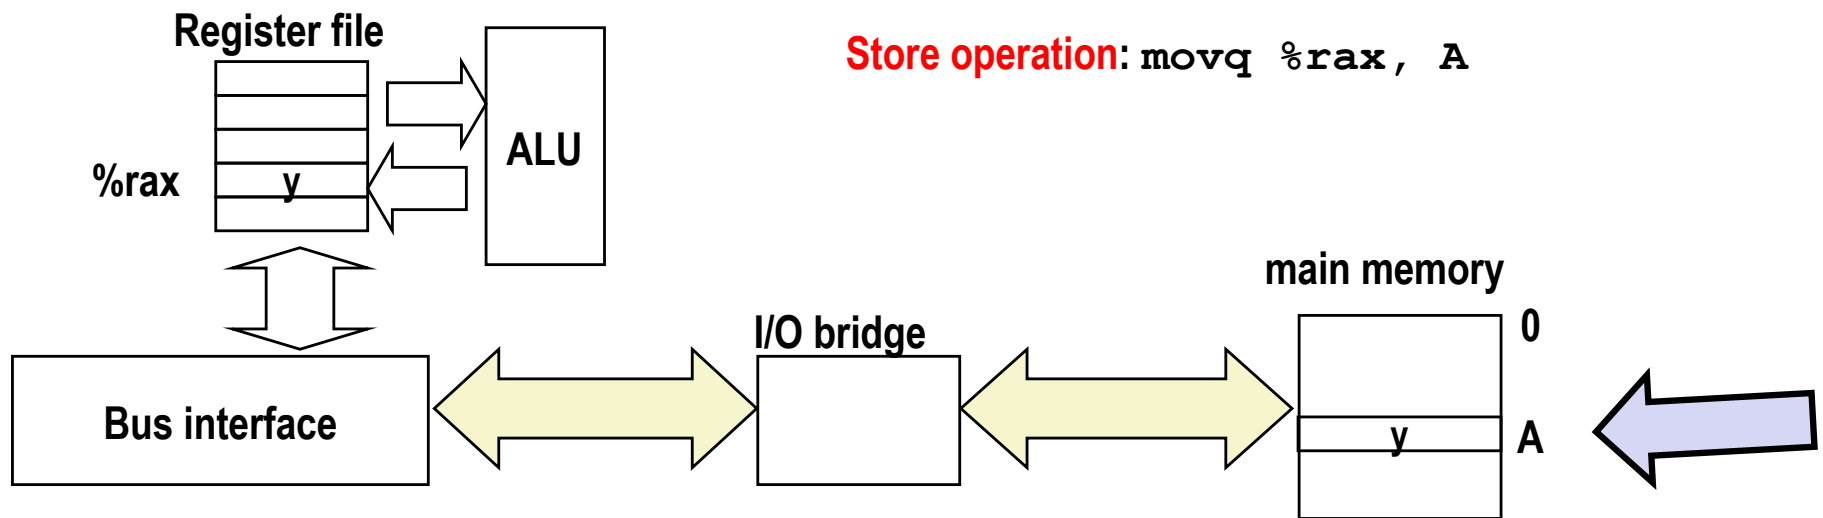 Register file
Store operation: movq %rax, A
ALU
%rax
y
main memory
0
I/O bridge
Bus interface
y
A